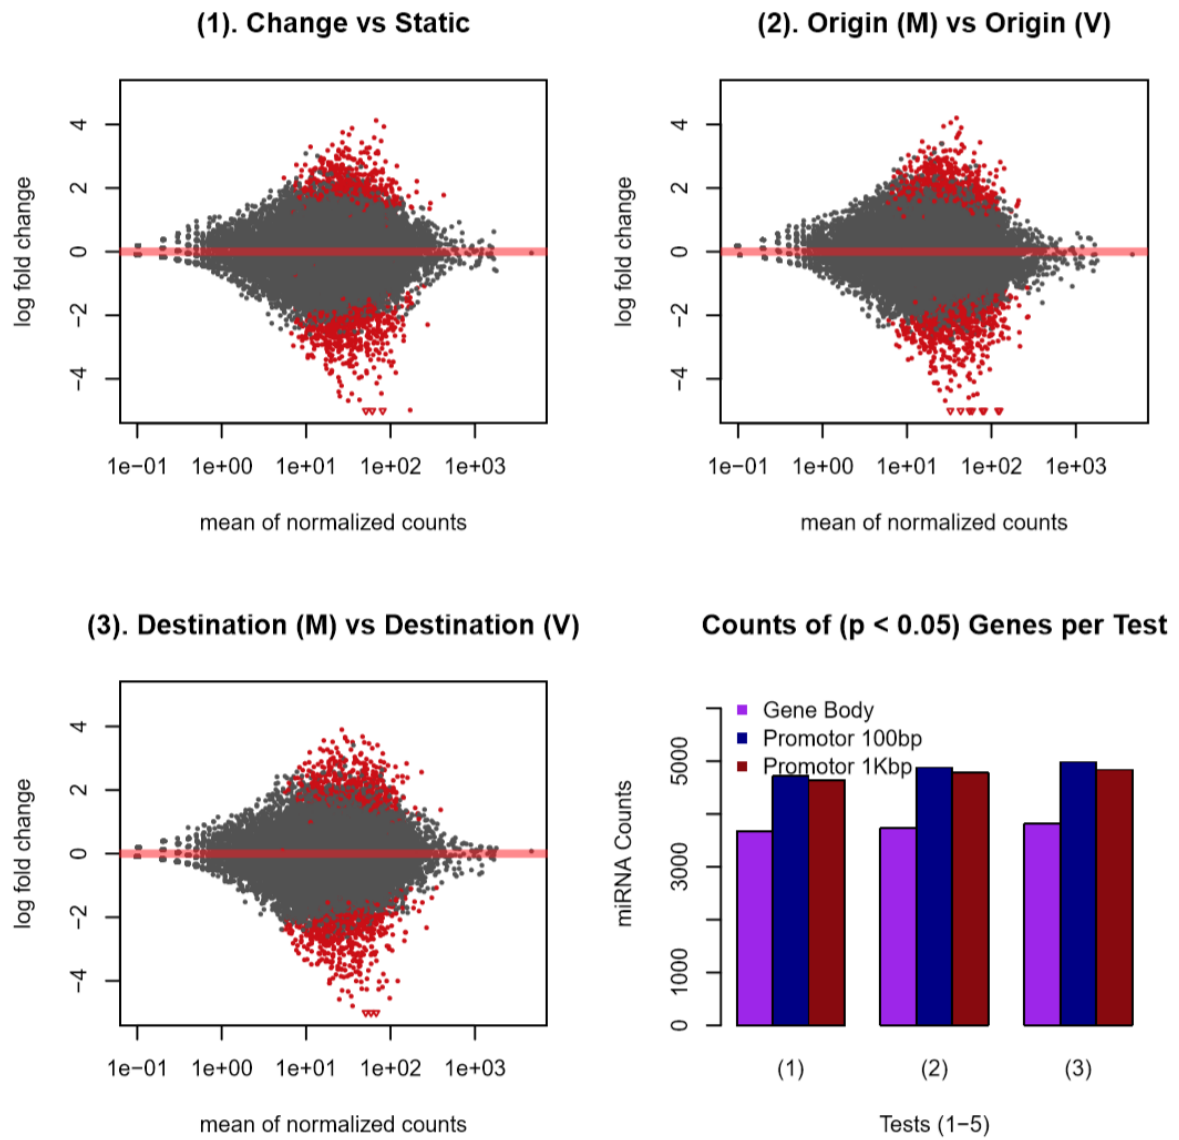 (1). Change vs Static
log fold change
4
2
0
−2
−4
1e−01 1e+00 1e+01 1e+02 1e+03
mean of normalized counts
(2). Origin (M) vs Origin (V)
log fold change
4
2
0
−2
−4
1e−01 1e+00 1e+01 1e+02 1e+03
mean of normalized counts
(3). Destination (M) vs Destination (V)
log fold change
4
2
0
−2
−4
1e−01 1e+00 1e+01 1e+02 1e+03
mean of normalized counts
Counts of (p < 0.05) Genes per Test
Gene Body
Promotor 100bp
Promotor 1Kbp
miRNA Counts
5000
3000
1000
0
(1) (2) (3)
Tests (1−5)